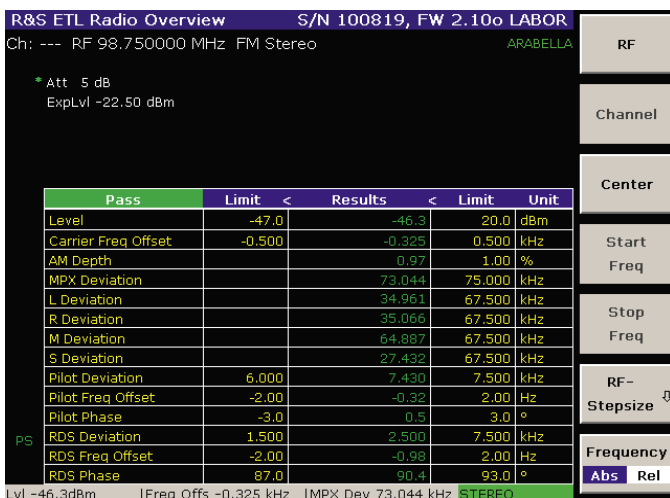 R&S ETL Radio Overview S/N 100819, FW 2.10o LABOR
Ch: --- RF 98.750000 MHz FM Stereo ARABELLA
* Att 5 dB
ExpLvl -22.50 dBm
Pass Limit < Results < Limit Unit
Level -47.0 -46.3 20.0 dBm
Carrier Freq Offset -0.500 -0.325 0.500 kHz
AM Depth 0.97 1.00 %
MPX Deviation 73.044 75.000 kHz
L Deviation 34.961 67.500 kHz
R Deviation 35.066 67.500 kHz
M Deviation 64.887 67.500 kHz
S Deviation 27.432 67.500 kHz
Pilot Deviation 6.000 7.430 7.500 kHz
Pilot Freq Offset -2.00 -0.32 2.00 Hz
Pilot Phase -3.0 0.5 3.0 °
PS
RDS Deviation 1.500 2.500 7.500 kHz
RDS Freq Offset -2.00 -0.98 2.00 Hz
RDS Phase 87.0 90.4 93.0 °
Lvl -46.3dBm |Freq Offs -0.325 kHz |MPX Dev 73.044 kHz STEREO
RF
Channel
Center
Start
Freq
Stop
Freq
RF-
Stepsize
Frequency
Abs Rel